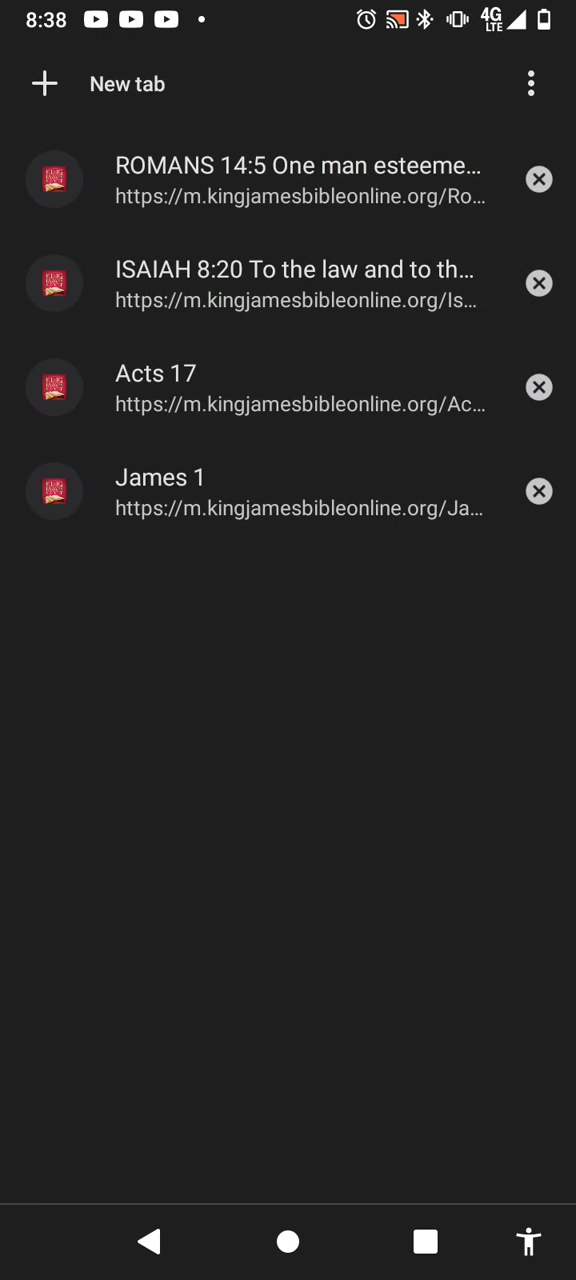 8:38
4G
LTE
New tab
ROMANS 14:5 One man esteeme...
https://m.kingjamesbibleonline.org/Ro...
ISAIAH 8:20 To the law and to th...
https://m.kingjamesbibleonline.org/Is...
Acts 17
https://m.kingjamesbibleonline.org/Ac...
James 1
https://m.kingjamesbibleonline.org/Ja...